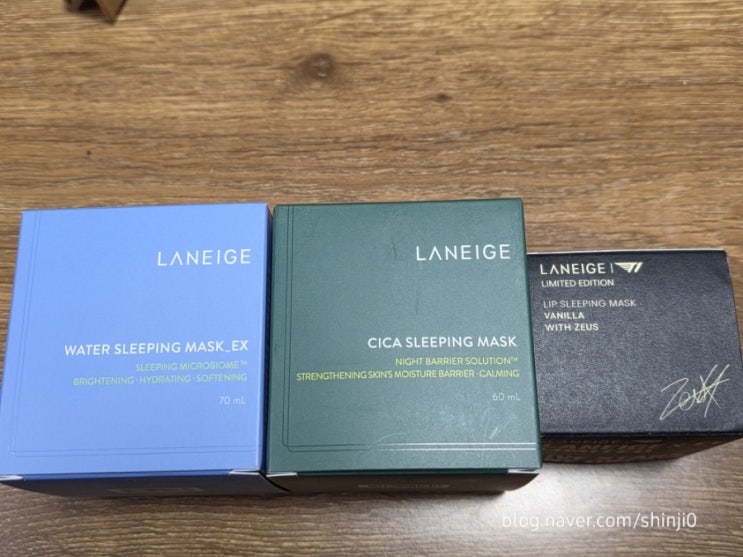 LANEIGE
WATER SLEEPING MASK_EX
SLEEPING MICROBIOME™
BRIGHTENING · HYDRATING · SOFTENING
70 mL
LANEIGE
CICA SLEEPING MASK
NIGHT BARRIER SOLUTION™
STRENGTHENING SKIN'S MOISTURE BARRIER · CALMING
60 mL
LANEIGE |
LIMITED EDITION
LIP SLEEPING MASK
VANILLA
WITH ZEUS
blog.naver.com/shinji0